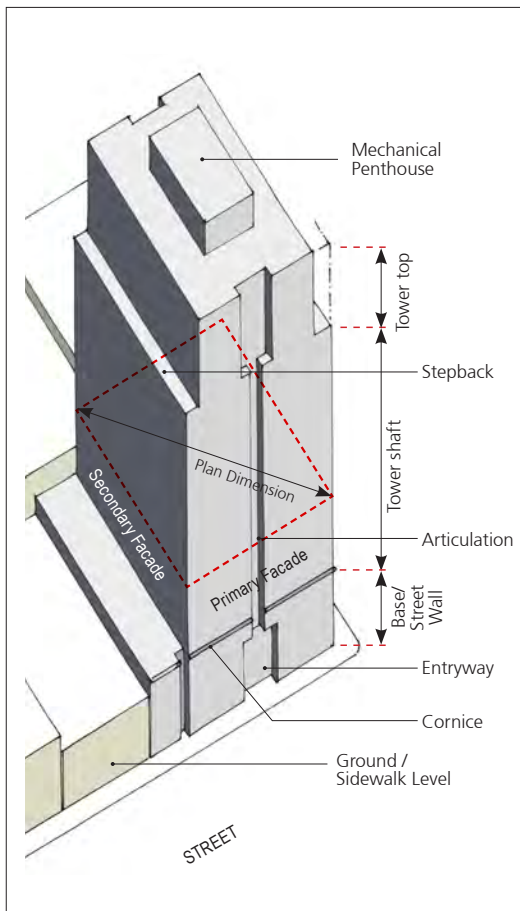 Mechanical
Penthouse
Tower top
Stepback
Tower shaft
Plan Dimension
Secondary Facade
Articulation
Primary Facade
Base/
Street
Wall
Entryway
Cornice
Ground /
Sidewalk Level
STREET